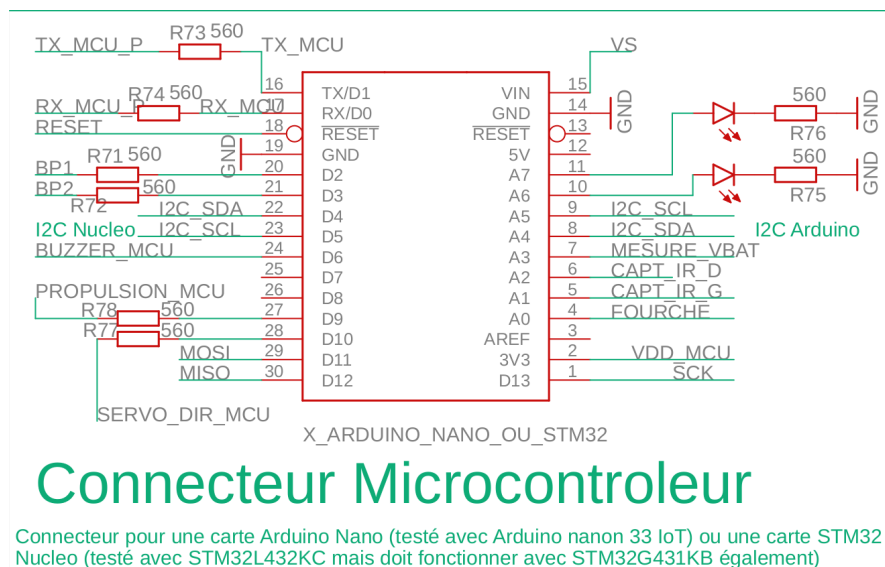 R73 560
TX_MCU_P TX_MCU VS
16 TX/D1 VIN 15
R74 560
RX_MCU_P RX_MCU 17 RX/D0 GND 14 GND 560 GND
RESET 18 RESET RESET 13 R76
GND 19 GND 5V 12
R71 560 560 GND
BP1 20 D2 A7 11
BP2 560 21 D3 A6 10 R75
R72 I2C_SDA 22 D4 A5 9 I2C_SCL
I2C Nucleo I2C_SCL 23 D5 A4 8 I2C_SDA I2C Arduino
BUZZER_MCU 24 D6 A3 7 MESURE_VBAT
25 D7 A2 6 CAPT_IR_D
PROPULSION_MCU 26 D8 A1 5 CAPT_IR_G
R78 560 27 D9 A0 4 FOURCHE
R77 560 28 D10 AREF 3
MOSI 29 D11 3V3 2 VDD_MCU
MISO 30 D12 D13 1 SCK
SERVO_DIR_MCU
X_ARDUINO_NANO_OU_STM32
Connecteur Microcontroleur
Connecteur pour une carte Arduino Nano (testé avec Arduino nanon 33 IoT) ou une carte STM32
Nucleo (testé avec STM32L432KC mais doit fonctionner avec STM32G431KB également)